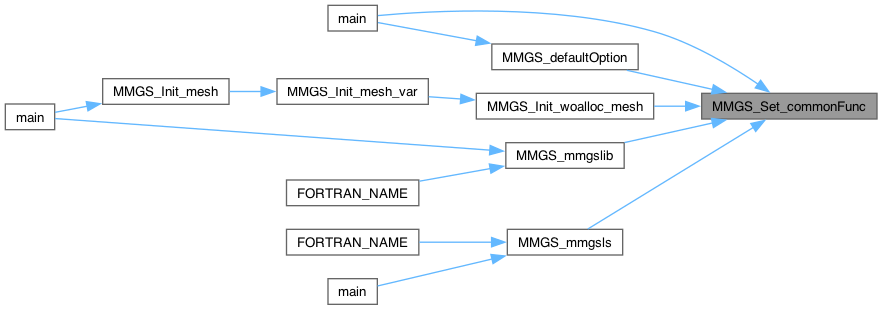 main
MMGS_defaultOption
MMGS_Init_mesh
MMGS_Init_mesh_var
MMGS_Init_woalloc_mesh
MMGS_Set_commonFunc
main
MMGS_mmgslib
FORTRAN_NAME
FORTRAN_NAME
MMGS_mmgsls
main